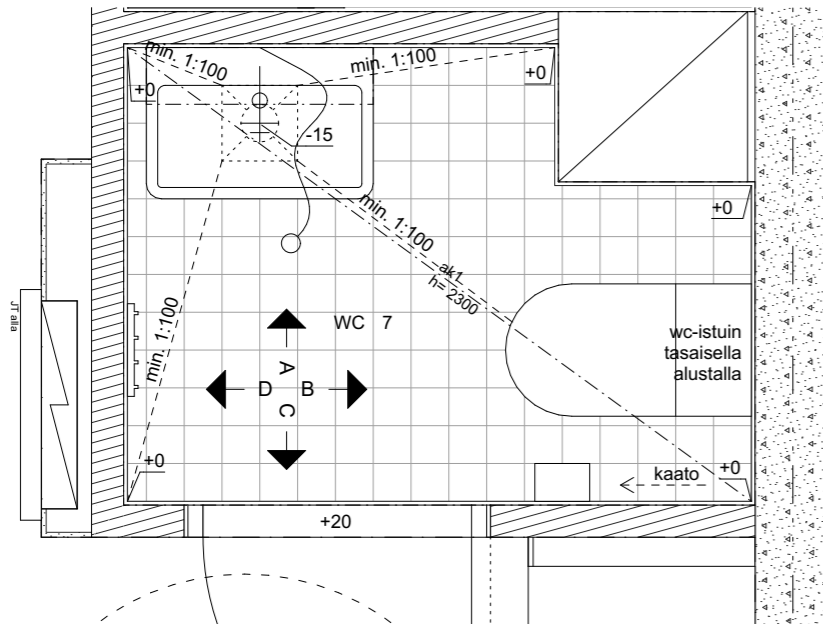 min. 1:100
min. 1:100
+0
+0
-15
+0
min. 1:100
ak1
h= 2300
JT alla
min. 1:100
WC 7
wc-istuin
tasaisella
alustalla
A
D B
C
+0
kaato
+0
+20